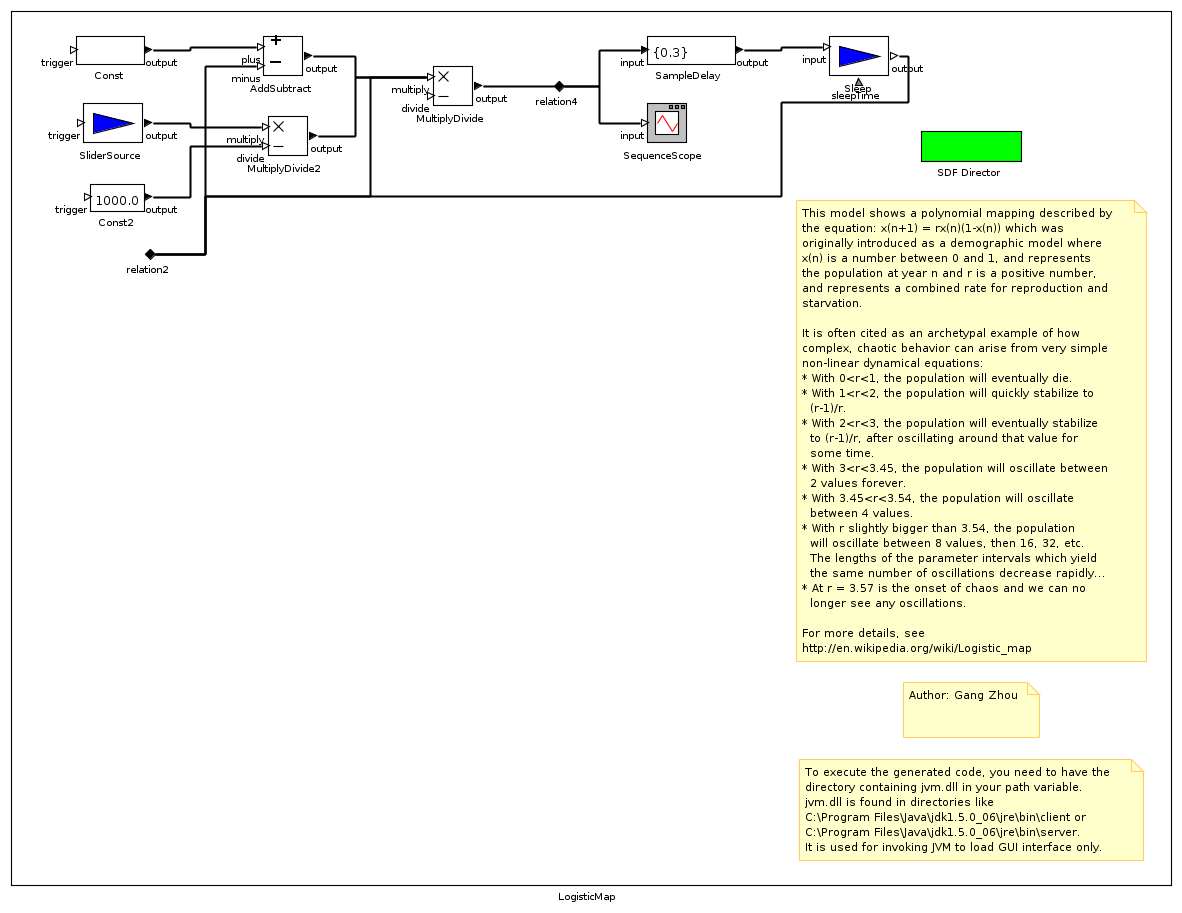 trigger
output
Const
plus
minus
output
AddSubtract
trigger
output
SliderSource
multiply
divide
output
MultiplyDivide2
trigger
1000.0
output
Const2
relation2
multiply
divide
output
MultiplyDivide
relation4
input
{0.3}
output
SampleDelay
input
SequenceScope
input
output
Sleep
sleepTime
SDF Director
This model shows a polynomial mapping described by
the equation: x(n+1) = rx(n)(1-x(n)) which was
originally introduced as a demographic model where
x(n) is a number between 0 and 1, and represents
the population at year n and r is a positive number,
and represents a combined rate for reproduction and
starvation.
It is often cited as an archetypal example of how
complex, chaotic behavior can arise from very simple
non-linear dynamical equations:
* With 0<r<1, the population will eventually die.
* With 1<r<2, the population will quickly stabilize to
(r-1)/r.
* With 2<r<3, the population will eventually stabilize
to (r-1)/r, after oscillating around that value for
some time.
* With 3<r<3.45, the population will oscillate between
2 values forever.
* With 3.45<r<3.54, the population will oscillate
between 4 values.
* With r slightly bigger than 3.54, the population
will oscillate between 8 values, then 16, 32, etc.
The lengths of the parameter intervals which yield
the same number of oscillations decrease rapidly...
* At r = 3.57 is the onset of chaos and we can no
longer see any oscillations.
For more details, see
http://en.wikipedia.org/wiki/Logistic_map
Author: Gang Zhou
To execute the generated code, you need to have the
directory containing jvm.dll in your path variable.
jvm.dll is found in directories like
C:\Program Files\Java\jdk1.5.0_06\jre\bin\client or
C:\Program Files\Java\jdk1.5.0_06\jre\bin\server.
It is used for invoking JVM to load GUI interface only.
LogisticMap